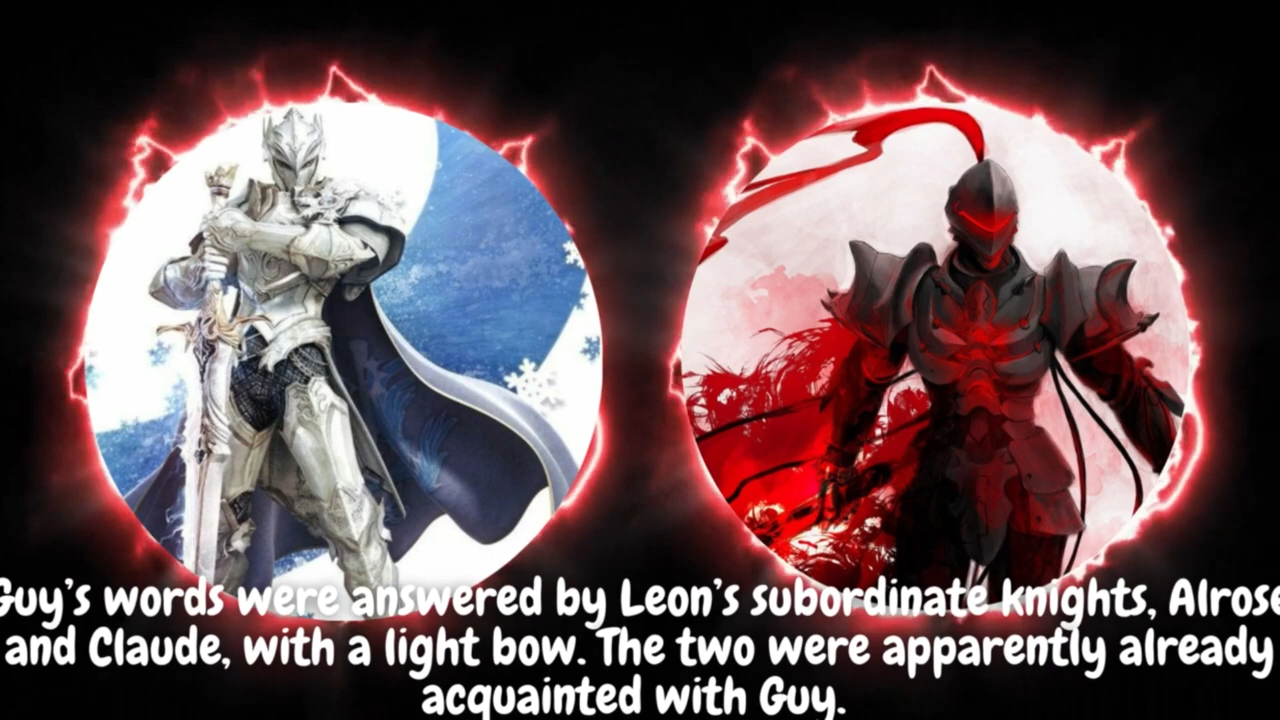 Guy's words were answered by Leon's subordinate knights, Alrose
and Claude, with a light bow. The two were apparently already
acquainted with Guy.